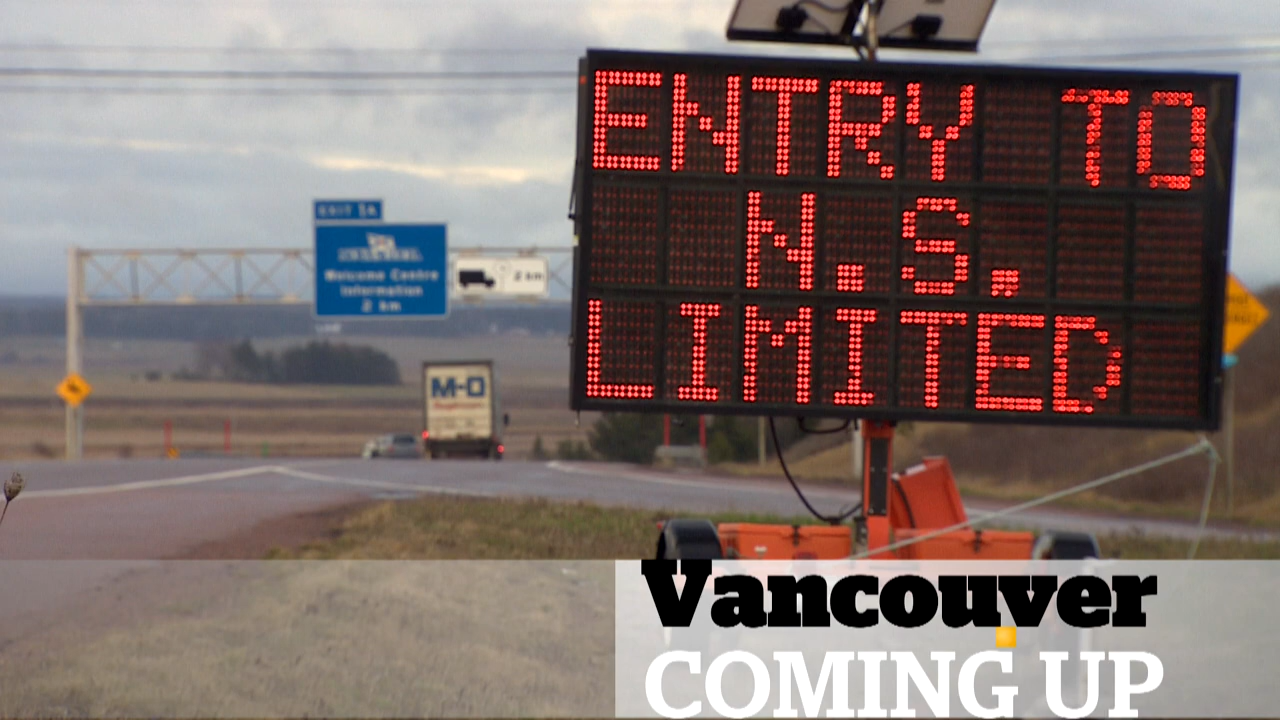 ENTRY TO
N.S.
LIMITED
EXIT 1A
Welcome Centre
Information
2 km
2 km
M-O
Vancouver
COMING UP